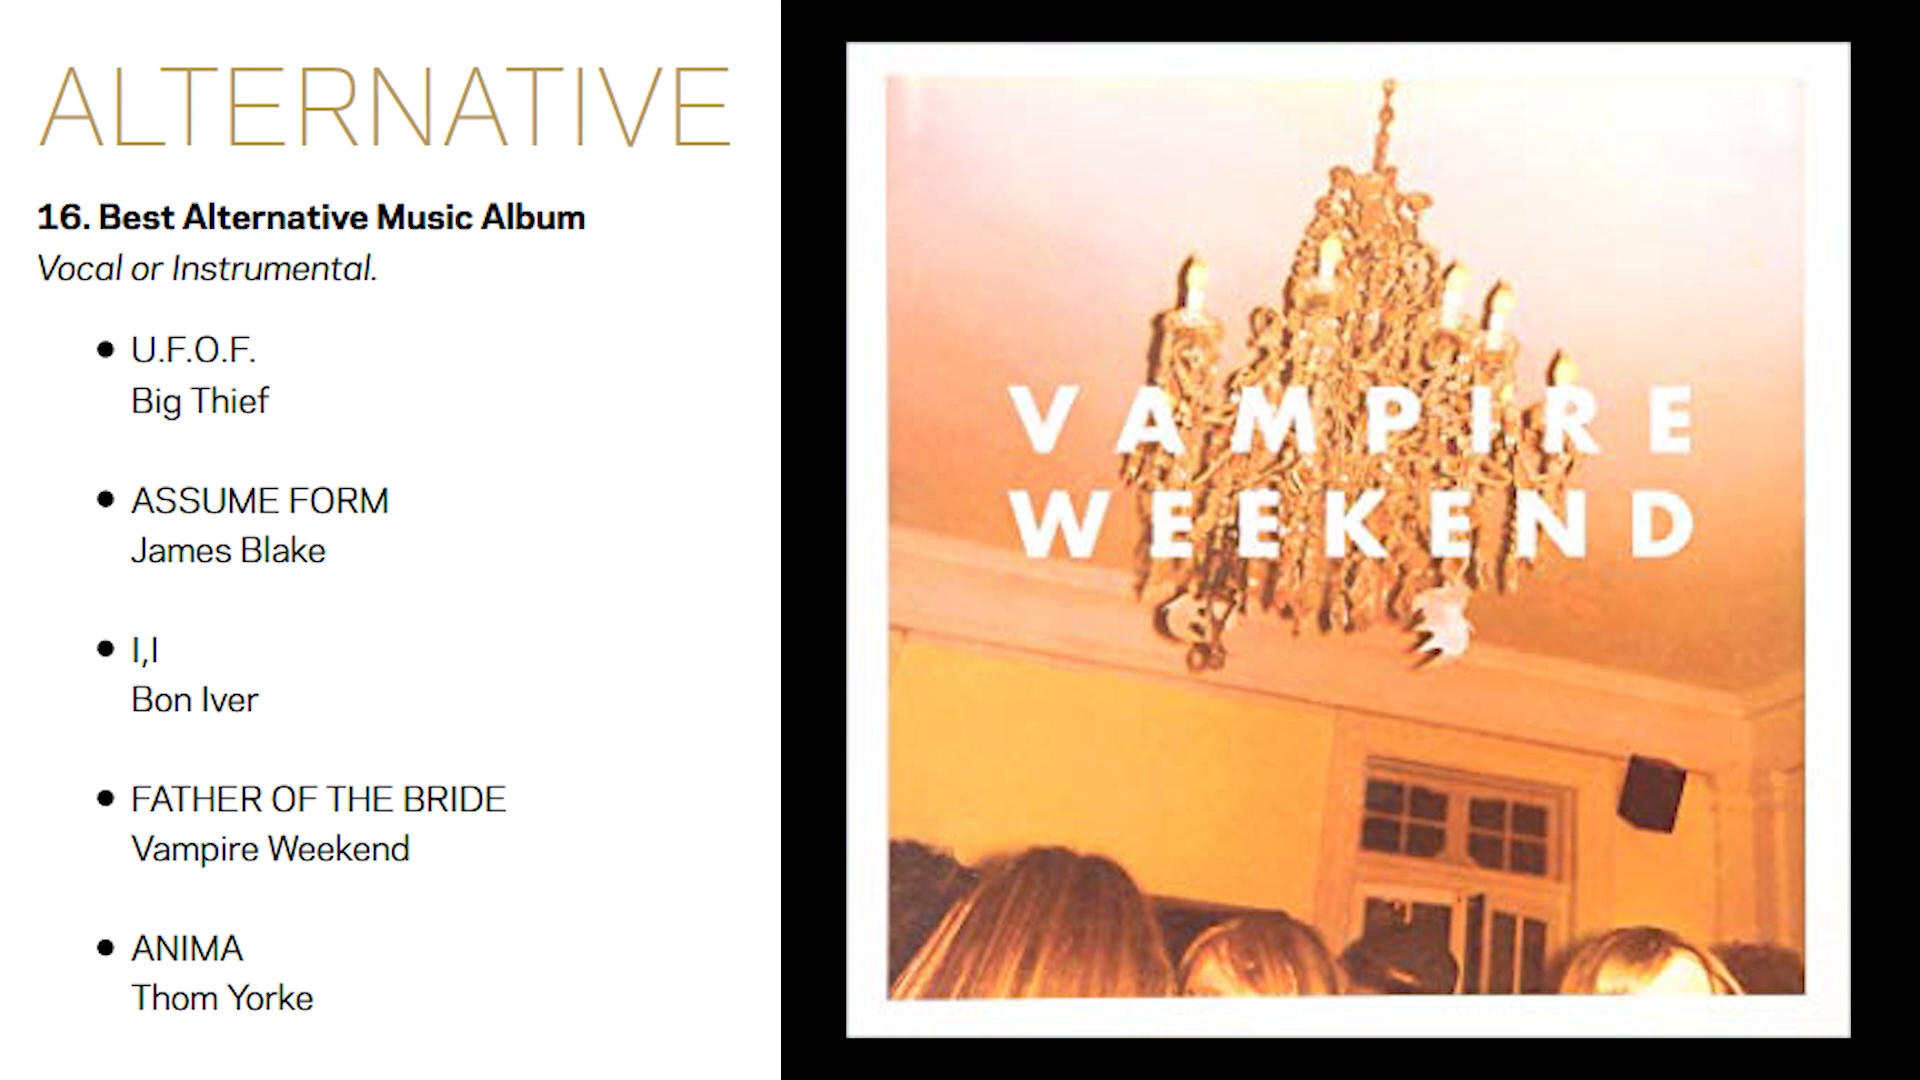 ALTERNATIVE
16. Best Alternative Music Album
Vocal or Instrumental.
● U.F.O.F.
Big Thief
● ASSUME FORM
James Blake
● I,I
Bon Iver
● FATHER OF THE BRIDE
Vampire Weekend
● ANIMA
Thom Yorke
VAMPIRE
WEEKEND